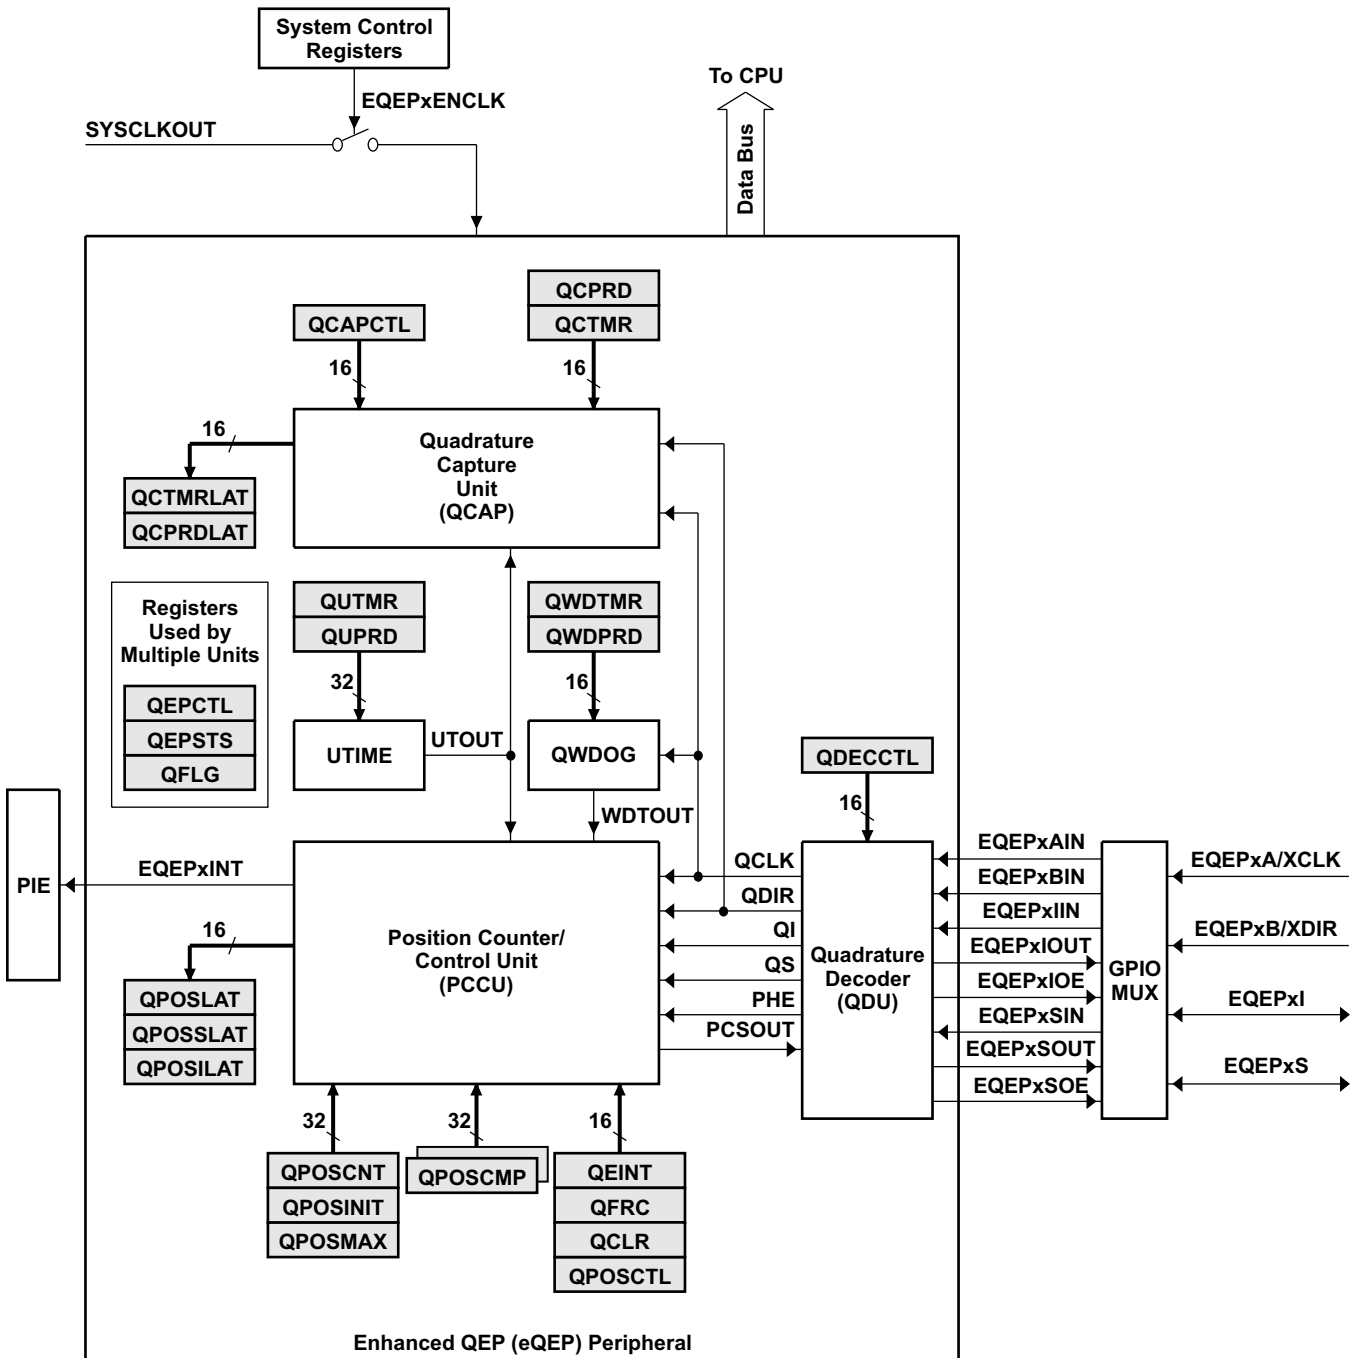 System Control
Registers
To CPU
EQEPxENCLK
SYSCLKOUT
Data Bus
QCPRD
QCTMR
QCAPCTL
16
16
16
Quadrature
Capture
Unit
(QCAP)
QCTMRLAT
QCPRDLAT
Registers
Used by
Multiple Units
QEPCTL
QEPSTS
QFLG
QUTMR
QUPRD
32
UTIME
UTOUT
QWDTMR
QWDPRD
16
QWDOG
WDTOUT
QDECCTL
16
PIE
EQEPxINT
16
QPOSLAT
QPOSSLAT
QPOSILAT
Position Counter/
Control Unit
(PCCU)
QCLK
QDIR
QI
QS
PHE
PCSOUT
Quadrature
Decoder
(QDU)
EQEPxAIN
EQEPxBIN
EQEPxIIN
EQEPxIOUT
EQEPxIOE
EQEPxSIN
EQEPxSOUT
EQEPxSOE
GPIO
MUX
EQEPxA/XCLK
EQEPxB/XDIR
EQEPxI
EQEPxS
32
32
16
QPOSCNT
QPOSINIT
QPOSMAX
QPOSCMP
QEINT
QFRC
QCLR
QPOSCTL
Enhanced QEP (eQEP) Peripheral